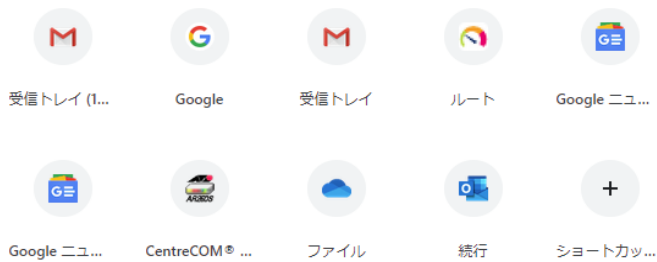 受信トレイ (1...
Google
受信トレイ
ルート
Google ニュ...
Google ニュ...
CentreCOM® ...
ファイル
続行
ショートカッ...